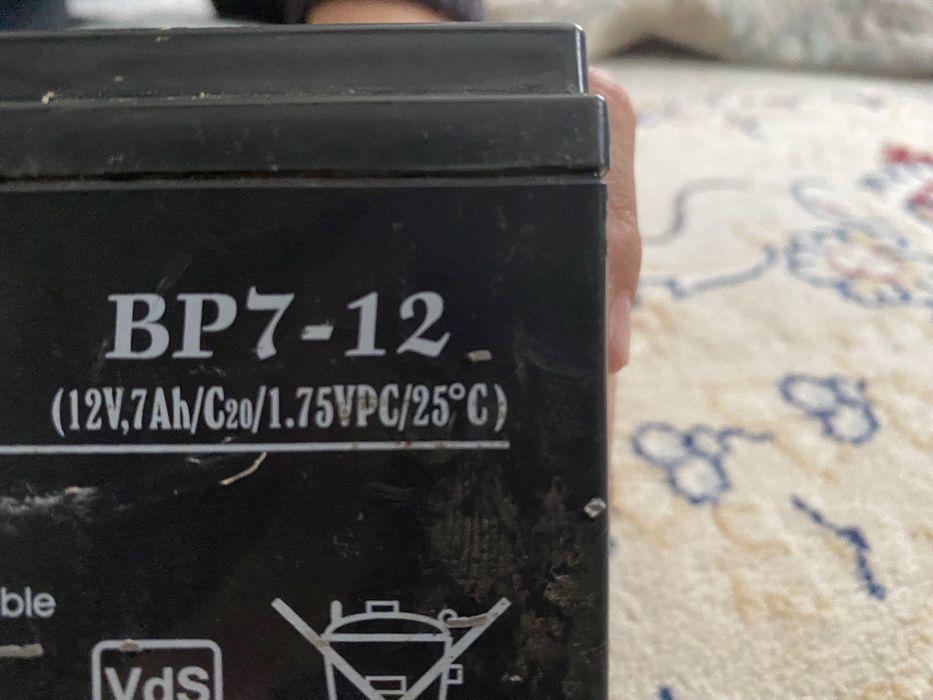 BP7-12
(12V,7Ah/C20/1.75VPC/25°C)
ble
VdS